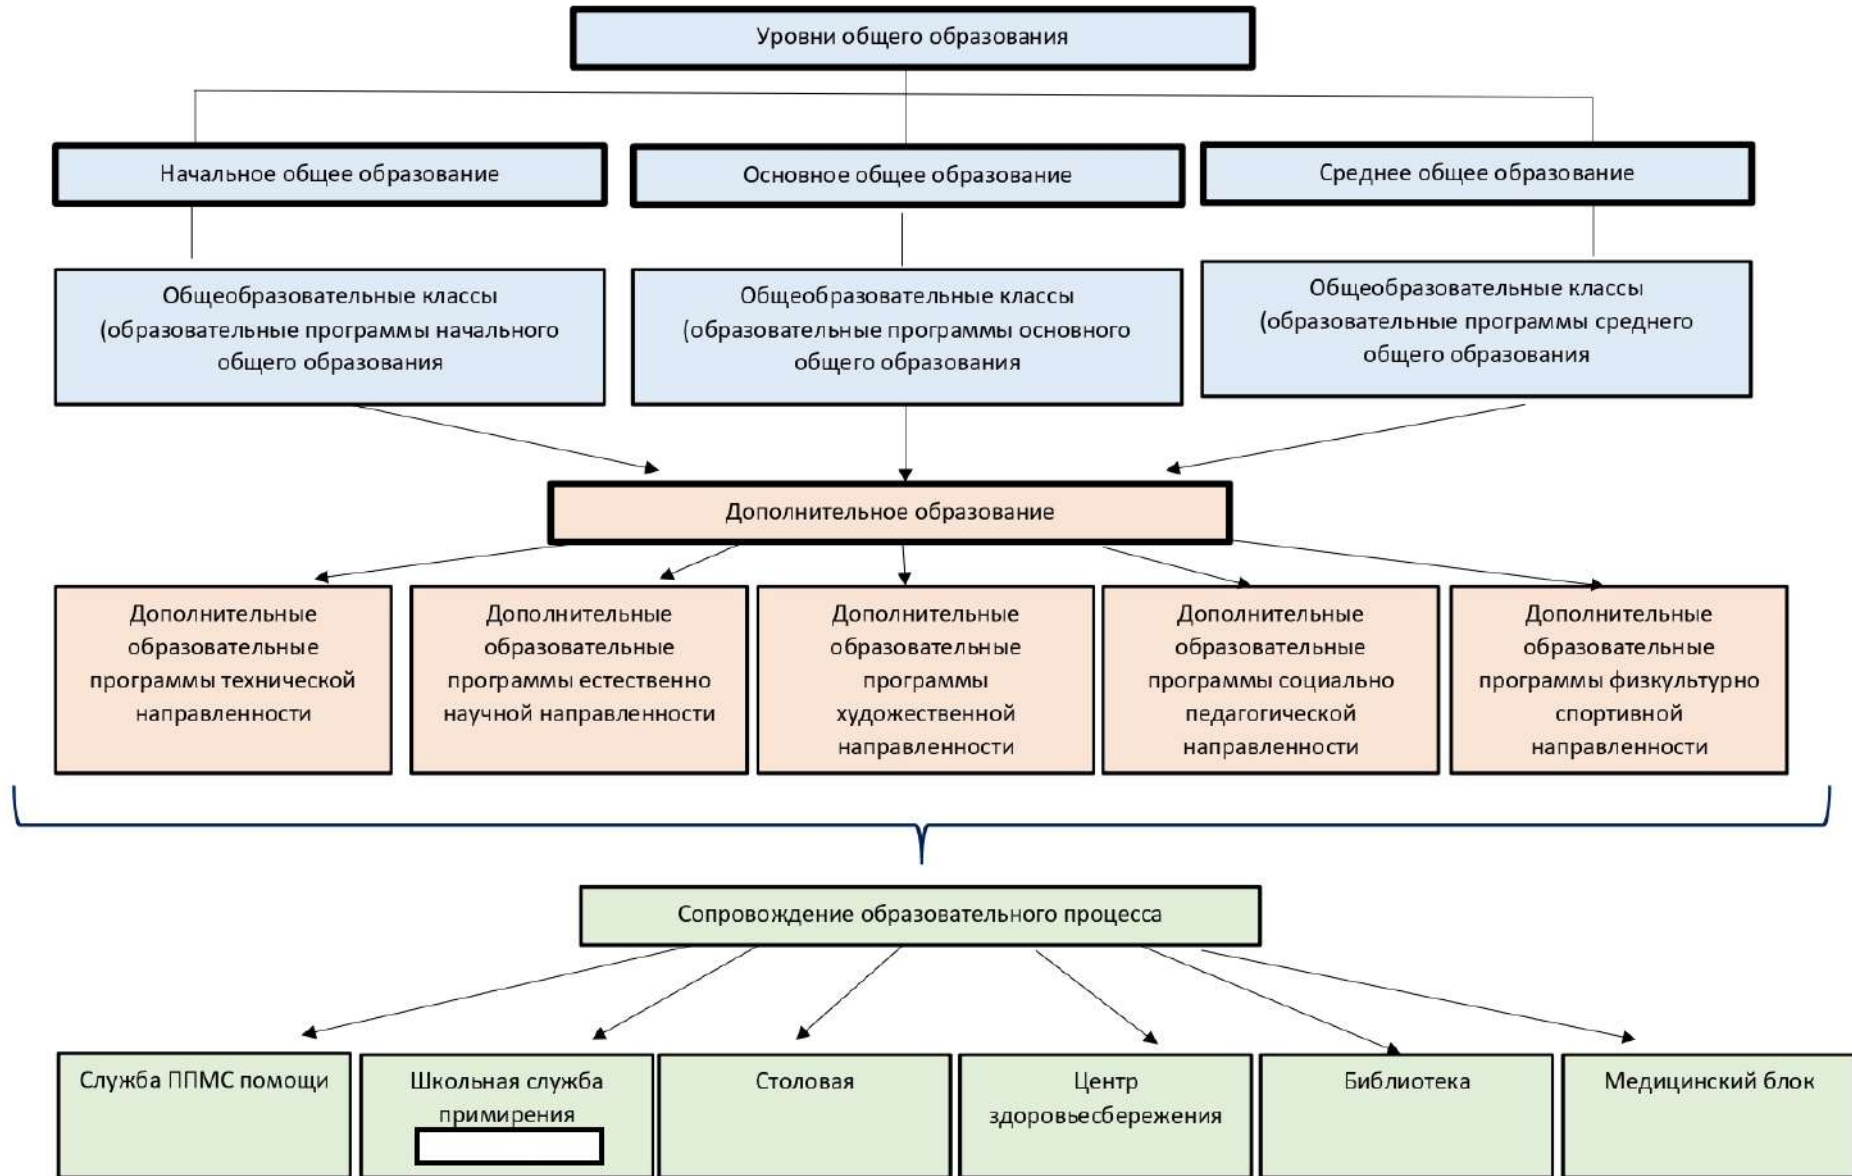 Уровни общего образования
Начальное общее образование
Основное общее образование
Среднее общее образование
Общеобразовательные классы
(образовательные программы начального
общего образования
Общеобразовательные классы
(образовательные программы основного
общего образования
Общеобразовательные классы
(образовательные программы среднего
общего образования
Дополнительное образование
Дополнительные
образовательные
программы технической
направленности
Дополнительные
образовательные
программы естественно
научной направленности
Дополнительные
образовательные
программы
художественной
направленности
Дополнительные
образовательные
программы социально
педагогической
направленности
Дополнительные
образовательные
программы физкультурно
спортивной
направленности
Сопровождение образовательного процесса
Служба ППМС помощи
Школьная служба
примирения
Столовая
Центр
здоровьесбережения
Библиотека
Медицинский блок